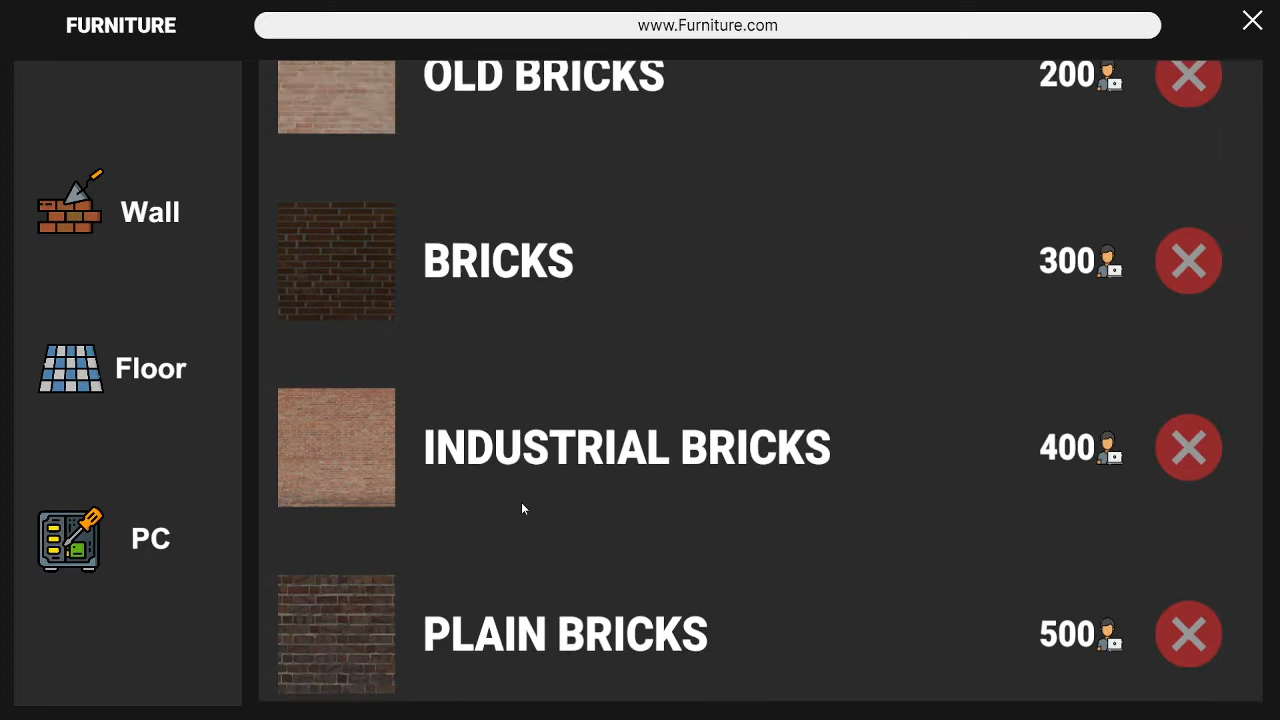 FURNITURE
www.Furniture.com
Wall
Floor
PC
OLD BRICKS 200
BRICKS 300
INDUSTRIAL BRICKS 400
PLAIN BRICKS 500